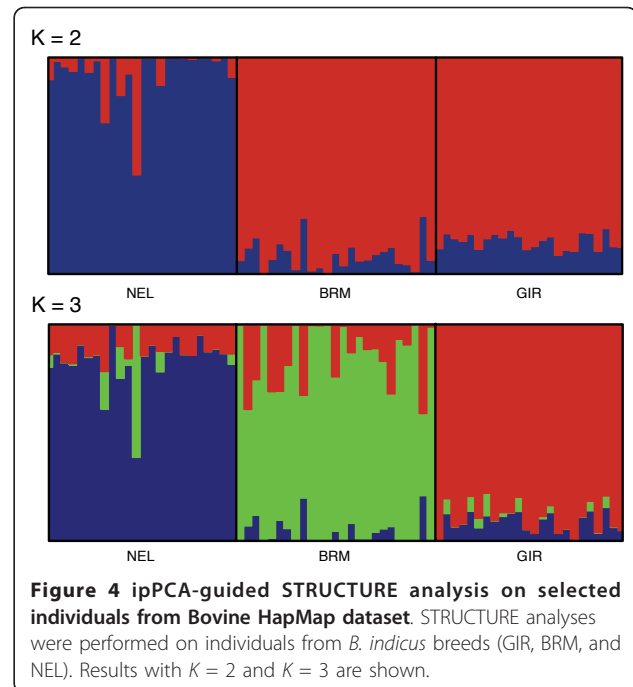 K = 2
NEL BRM GIR
K = 3
NEL BRM GIR
Figure 4 ipPCA-guided STRUCTURE analysis on selected
individuals from Bovine HapMap dataset. STRUCTURE analyses
were performed on individuals from B. indicus breeds (GIR, BRM, and
NEL). Results with K = 2 and K = 3 are shown.